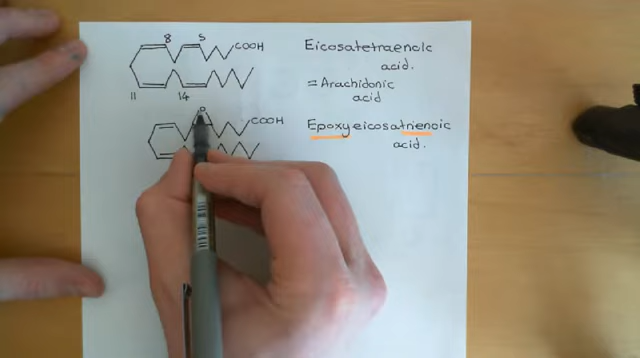 8 5
COOH
11 14
Eicosatetraenoic
acid.
= Arachidonic
acid
O
COOH
Epoxyeicosatrienoic
acid.